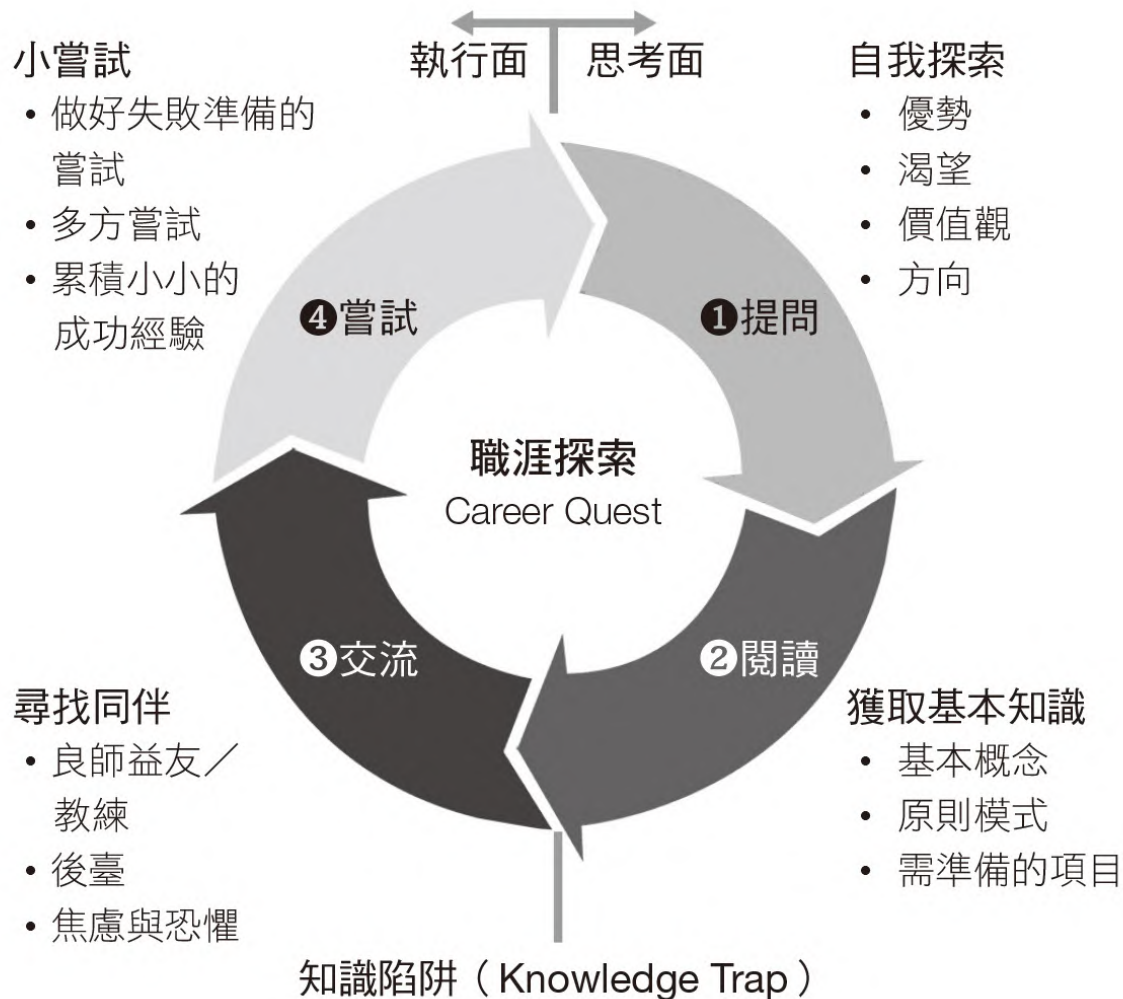 執行面 思考面
小嘗試
• 做好失敗準備的
嘗試
• 多方嘗試
• 累積小小的
成功經驗
自我探索
• 優勢
• 渴望
• 價值觀
• 方向
❹嘗試
❶提問
職涯探索
Career Quest
❸交流
❷閱讀
尋找同伴
• 良師益友／
教練
• 後臺
• 焦慮與恐懼
獲取基本知識
• 基本概念
• 原則模式
• 需準備的項目
知識陷阱（Knowledge Trap）